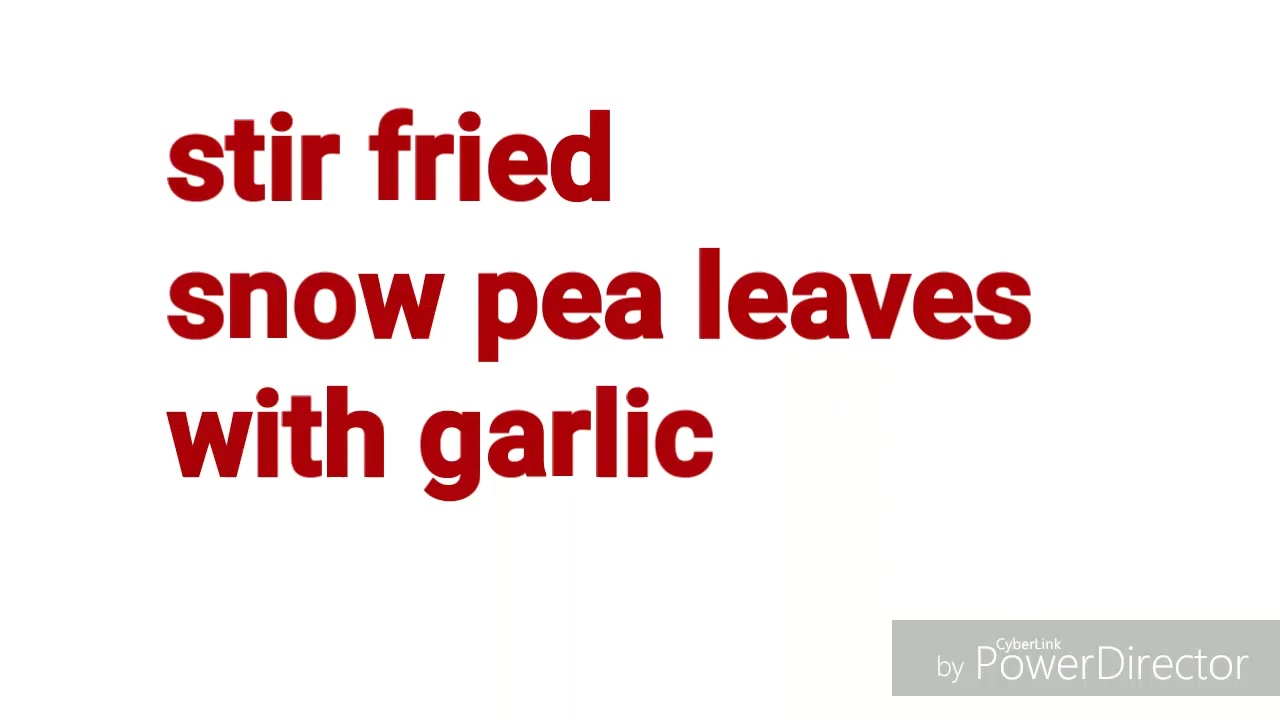 stir fried
snow pea leaves
with garlic
CyberLink
by PowerDirector